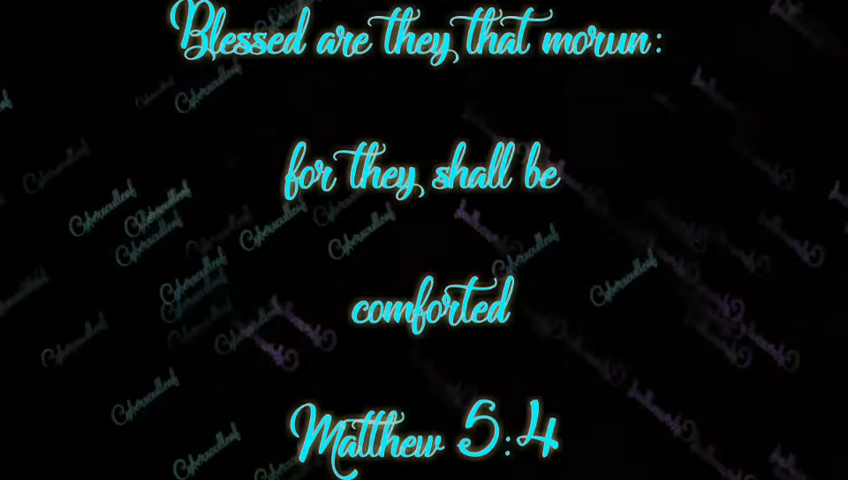 Blessed are they that morun:
for they shall be
comforted
Matthew 5:4